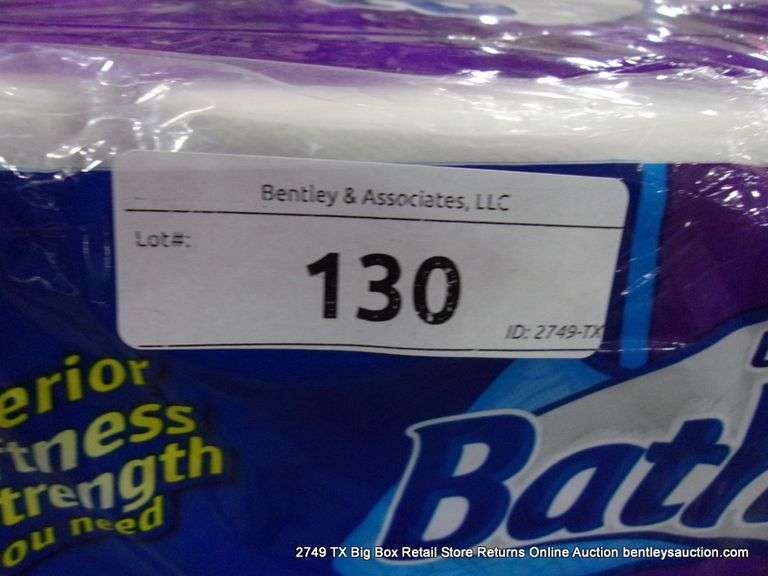 Bentley & Associates, LLC
Lot#:
130
ID: 2749-TX
erior
tness
trength
ou need
Bath
2749 TX Big Box Retail Store Returns Online Auction bentleysauction.com